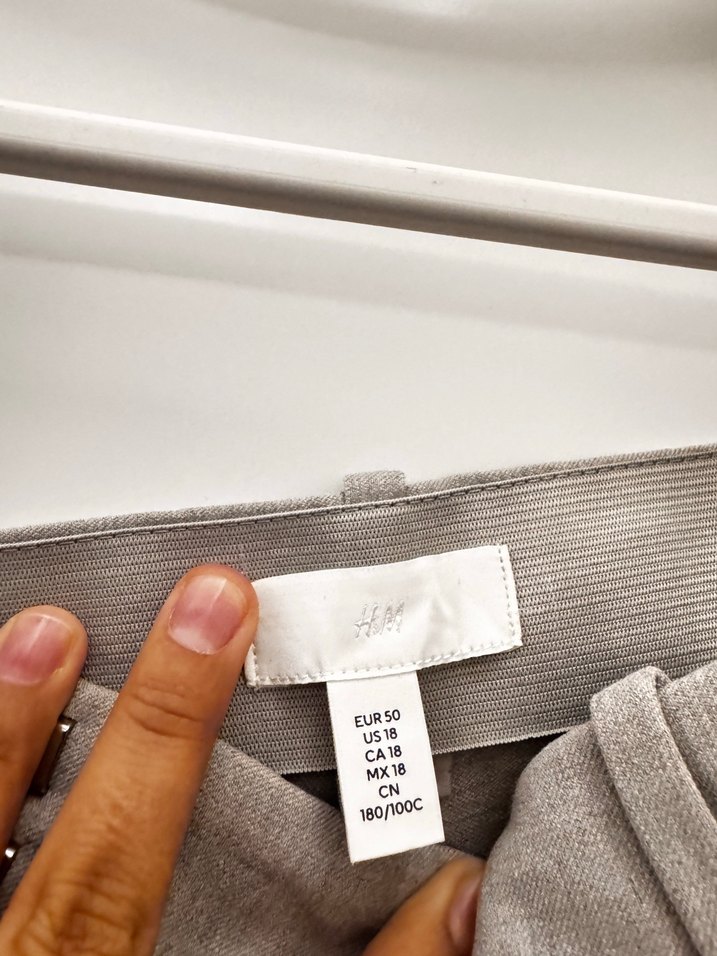 H&M
EUR 50
US 18
CA 18
MX 18
CN
180/100C